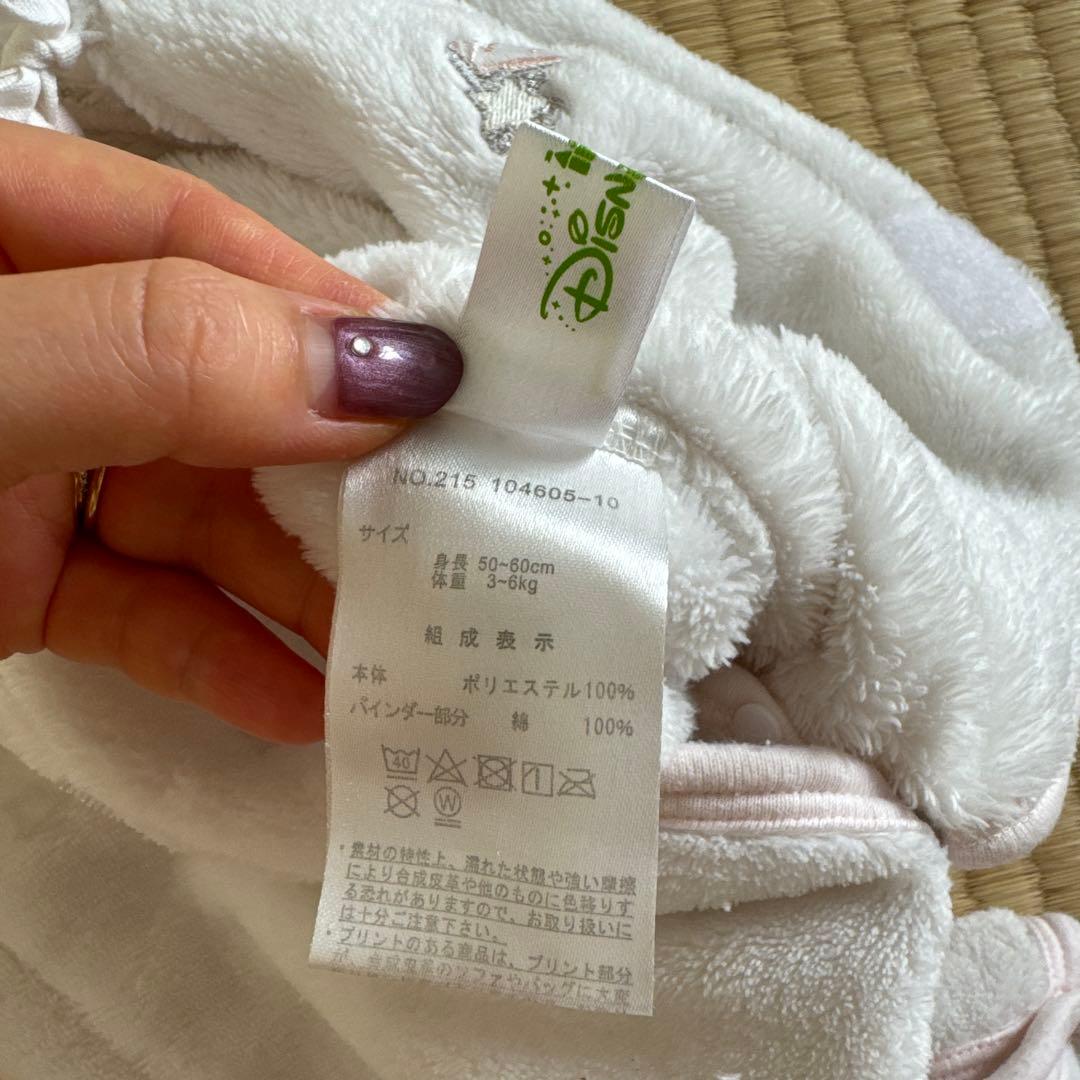 Disn
NO.215 104605-10
サイズ
身長 50~60cm
体重 3~6kg
組成表示
本体 ポリエステル100%
バインダー部分 綿 100%
40
W
・素材の特性上、濡れた状態や強い摩擦
により合成皮革や他のものに色移りす
る恐れがありますので、お取り扱いに
は十分ご注意下さい。
・プリントのある商品は、プリント部分
が、合成皮革のソファやバッグに大変